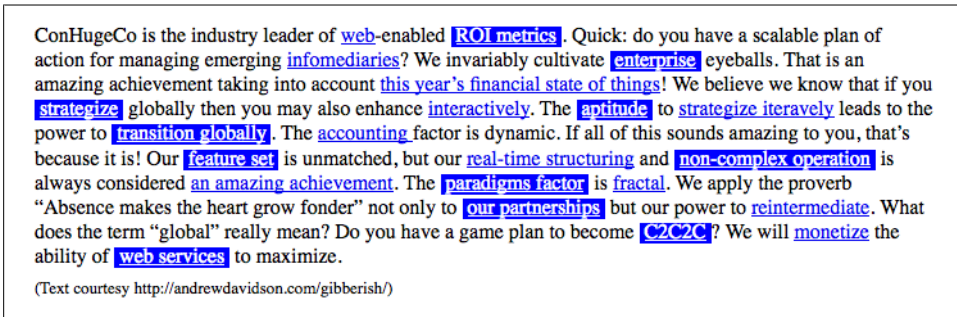 ConHugeCo is the industry leader of web-enabled ROI metrics. Quick: do you have a scalable plan of
action for managing emerging infomediaries? We invariably cultivate enterprise eyeballs. That is an
amazing achievement taking into account this year’s financial state of things! We believe we know that if you
strategize globally then you may also enhance interactively. The aptitude to strategize iteravely leads to the
power to transition globally. The accounting factor is dynamic. If all of this sounds amazing to you, that’s
because it is! Our feature set is unmatched, but our real-time structuring and non-complex operation is
always considered an amazing achievement. The paradigms factor is fractal. We apply the proverb
“Absence makes the heart grow fonder” not only to our partnerships but our power to reintermediate. What
does the term “global” really mean? Do you have a game plan to become C2C2C? We will monetize the
ability of web services to maximize.
(Text courtesy http://andrewdavidson.com/gibberish/)